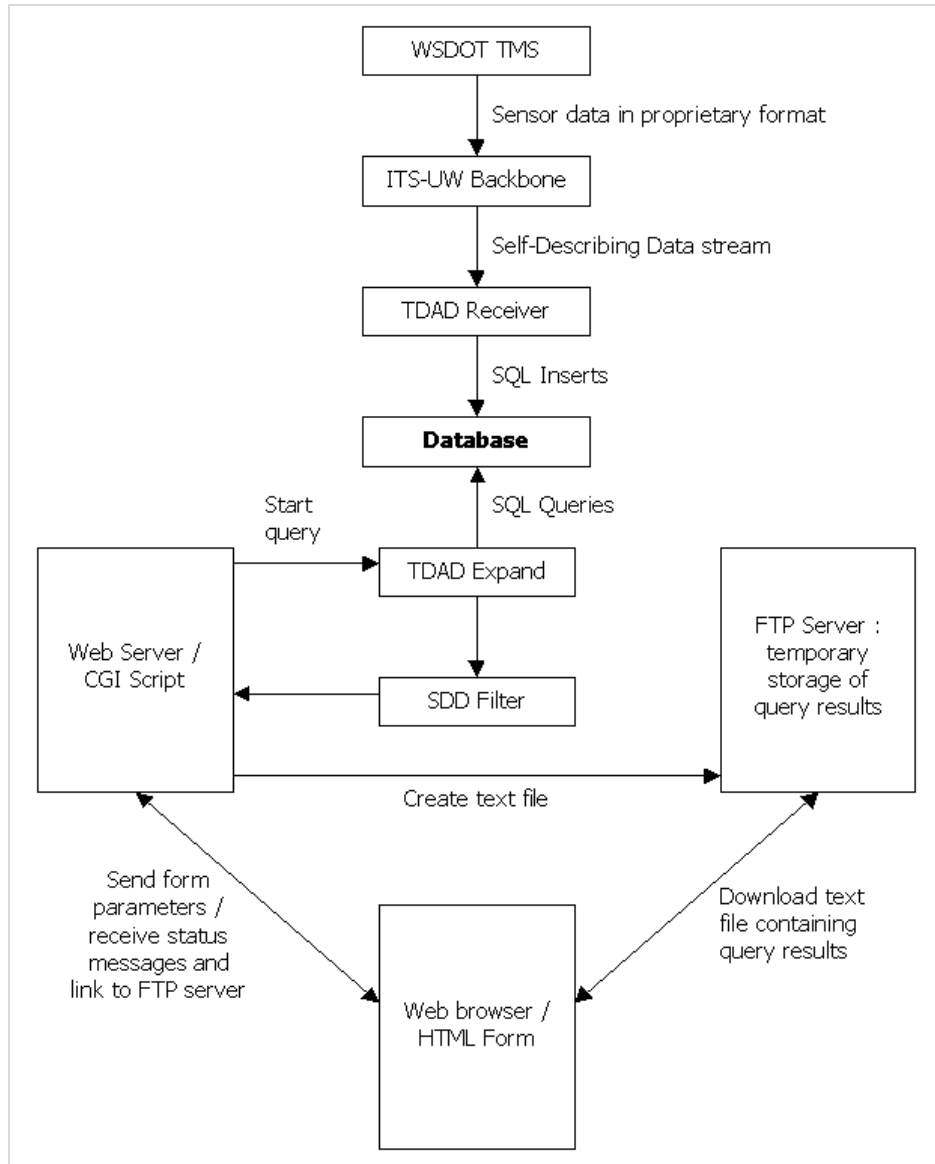 WSDOT TMS
Sensor data in proprietary format
ITS-UW Backbone
Self-Describing Data stream
TDAD Receiver
SQL Inserts
Database
Start
query
SQL Queries
TDAD Expand
Web Server /
CGI Script
FTP Server :
temporary
storage of
query results
SDD Filter
Create text file
Send form
parameters /
receive status
messages and
link to FTP server
Download text
file containing
query results
Web browser /
HTML Form